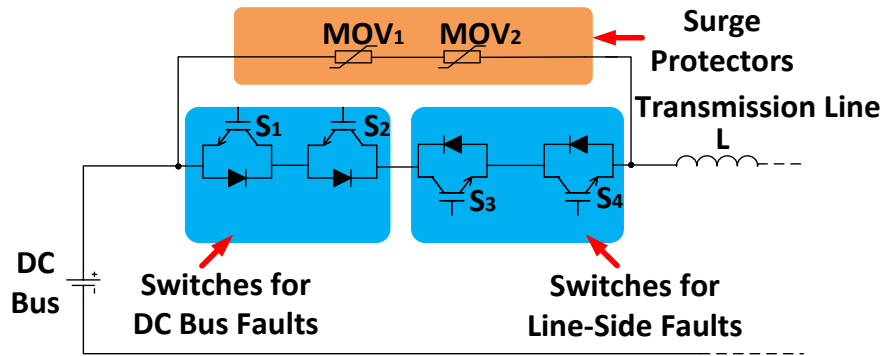 MOV1 MOV2
Surge
Protectors
Transmission Line
L
S1
S2
S3
S4
DC
Bus
+
-
Switches for
DC Bus Faults
Switches for
Line-Side Faults